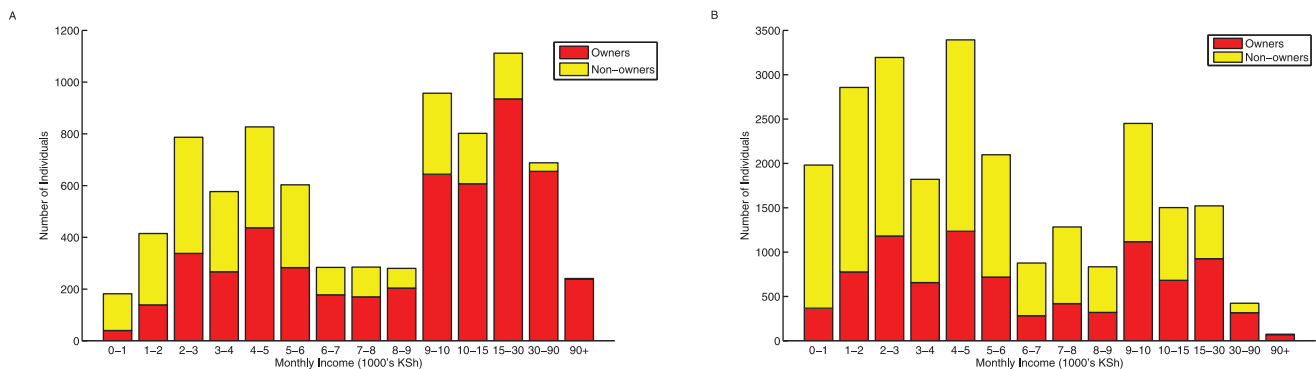 A
1200
1000
800
600
400
200
0
Number of Individuals
Owners
Non−owners
0−1 1−2 2−3 3−4 4−5 5−6 6−7 7−8 8−9 9−10 10−15 15−30 30−90 90+
Monthly Income (1000's KSh)
B
3500
3000
2500
2000
1500
1000
500
0
Number of Individuals
Owners
Non−owners
0−1 1−2 2−3 3−4 4−5 5−6 6−7 7−8 8−9 9−10 10−15 15−30 30−90 90+
Monthly Income (1000's KSh)